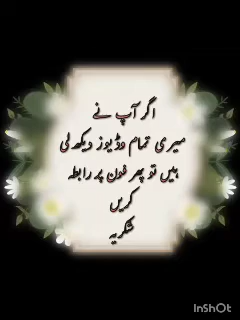 اگر آپ نے
میری تمام وڈیوز دیکھ لی
ہیں تو پھر فون پر رابطہ
کریں
شکریہ
InShOt